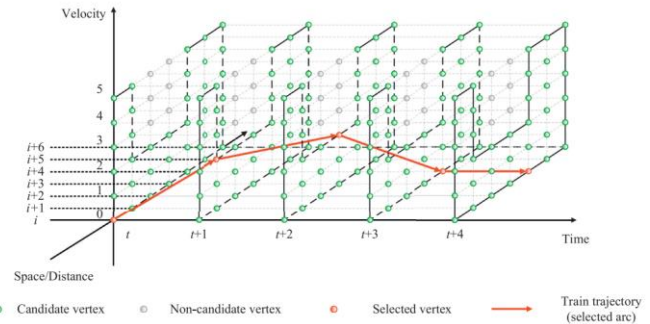 Velocity
5
4
3
i+6
i+5
2
i+4
i+3
1
i+2
i+1
0
i
t
t+1
t+2
t+3
t+4
Time
Space/Distance
Candidate vertex
Non-candidate vertex
Selected vertex
Train trajectory
(selected arc)